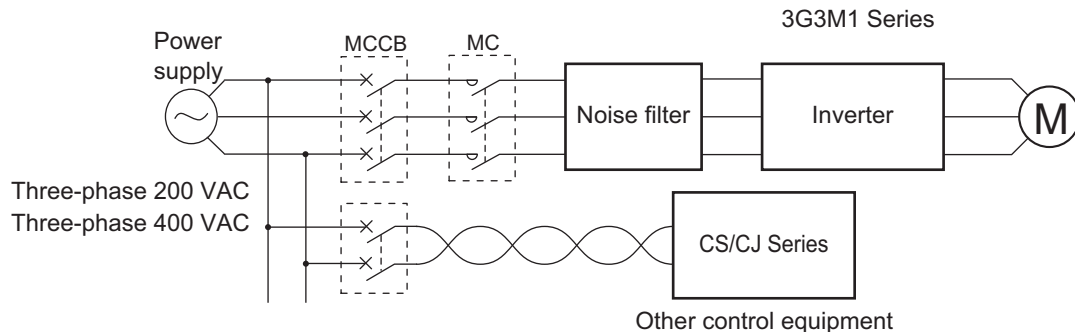 3G3M1 Series
Power
supply
MCCB
MC
Noise filter
Inverter
M
Three-phase 200 VAC
Three-phase 400 VAC
CS/CJ Series
Other control equipment